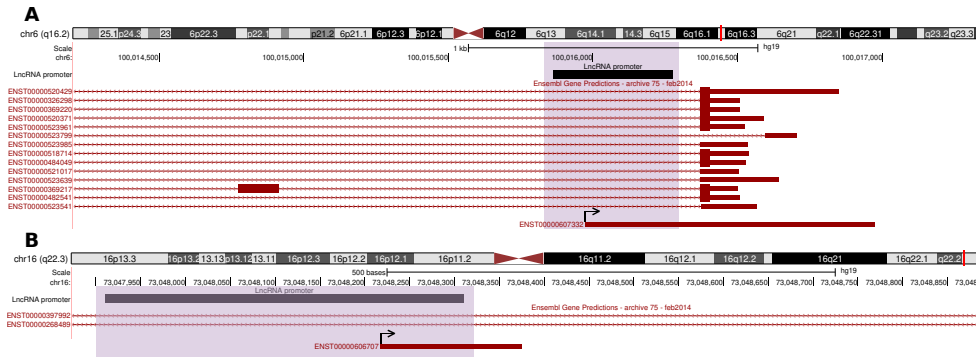 A
chr6 (q16.2) 25.1 p24.3 23 6p22.3 p22.1 p21.2 6p21.1 6p12.3 6p12.1 6q12 6q13 6q14.1 14.3 6q15 6q16.1 6q16.3 6q21 q22.1 6q22.31 q23.2 q23.3
Scale 1 kb hg19
chr6: 100,014,500 100,015,000 100,015,500 100,016,000 100,016,500 100,017,000
LncRNA promoter
LncRNA promoter
Ensembl Gene Predictions - archive 75 - feb2014
ENST00000520429
ENST00000326298
ENST00000369220
ENST00000520371
ENST00000523961
ENST00000523799
ENST00000523985
ENST00000518714
ENST00000484049
ENST00000521017
ENST00000523639
ENST00000369217
ENST00000482541
ENST00000523541
ENST00000607332
B
chr16 (q22.3) 16p13.3 16p13.2 13.13 p13.12 13.11 16p12.3 16p12.2 16p12.1 16p11.2 16q11.2 16q12.1 16q12.2 16q21 16q22.1 q22.2
Scale 500 bases hg19
chr16: 73,047,950 73,048,000 73,048,050 73,048,100 73,048,150 73,048,200 73,048,250 73,048,300 73,048,350 73,048,400 73,048,450 73,048,500 73,048,550 73,048,600 73,048,650 73,048,700 73,048,750 73,048,800 73,048,850
LncRNA promoter
LncRNA promoter
Ensembl Gene Predictions - archive 75 - feb2014
ENST00000397992
ENST00000268489
ENST00000606707